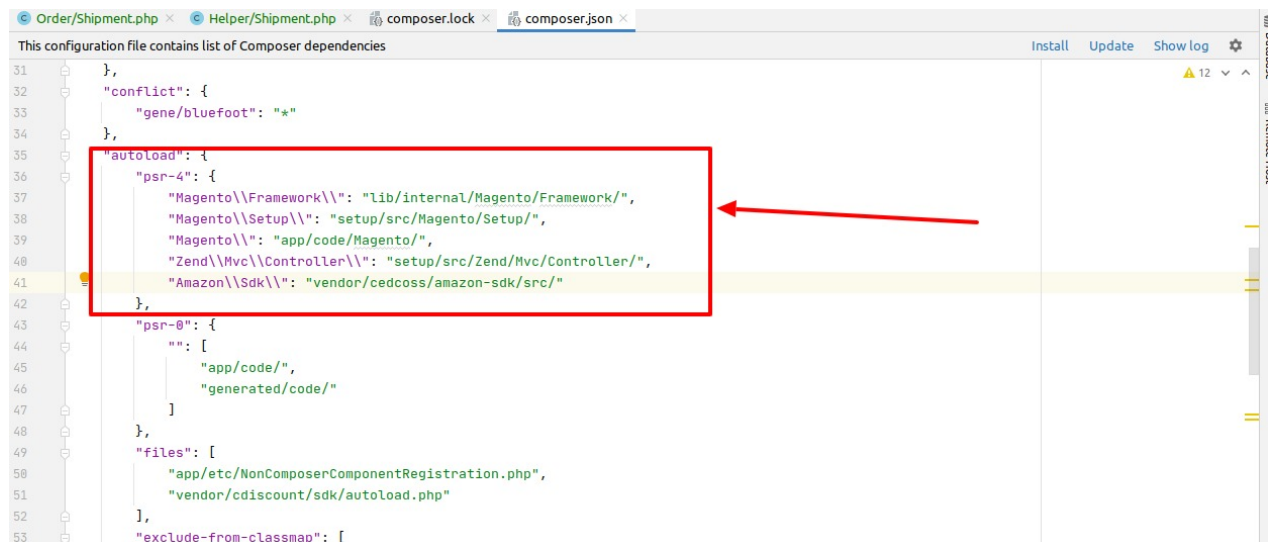 Order/Shipment.php × Helper/Shipment.php × composer.lock × composer.json ×
This configuration file contains list of Composer dependencies Install Update Show log
31 },
12
32 "conflict": {
33 "gene/bluefoot": "*"
34 },
35 "autoload": {
36 "psr-4": {
37 "Magento\\Framework\\": "lib/internal/Magento/Framework/",
38 "Magento\\Setup\\": "setup/src/Magento/Setup/",
39 "Magento\\": "app/code/Magento/",
40 "Zend\\Mvc\\Controller\\": "setup/src/Zend/Mvc/Controller/",
41 "Amazon\\Sdk\\": "vendor/cedcoss/amazon-sdk/src/"
42 },
43 "psr-0": {
44 "": [
45 "app/code/",
46 "generated/code/"
47 ]
48 },
49 "files": [
50 "app/etc/NonComposerComponentRegistration.php",
51 "vendor/cdiscount/sdk/autoload.php"
52 ],
53 "exclude-from-classmap": [